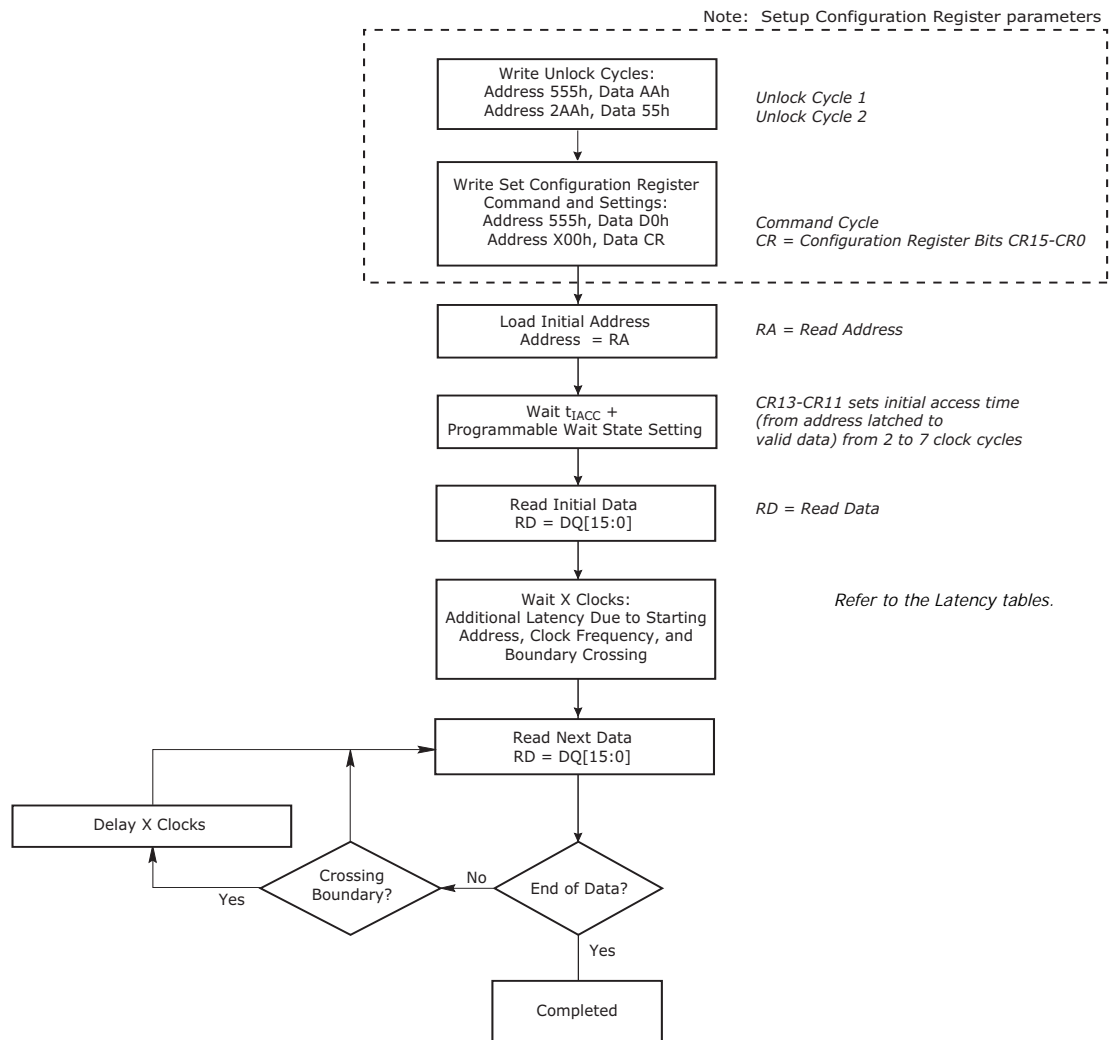 Note: Setup Configuration Register parameters
Write Unlock Cycles:
Address 555h, Data AAh
Address 2AAh, Data 55h
Unlock Cycle 1
Unlock Cycle 2
Write Set Configuration Register
Command and Settings:
Address 555h, Data D0h
Address X00h, Data CR
Command Cycle
CR = Configuration Register Bits CR15-CR0
Load Initial Address
Address = RA
RA = Read Address
Wait tIACC +
Programmable Wait State Setting
CR13-CR11 sets initial access time
(from address latched to
valid data) from 2 to 7 clock cycles
Read Initial Data
RD = DQ[15:0]
RD = Read Data
Wait X Clocks:
Additional Latency Due to Starting
Address, Clock Frequency, and
Boundary Crossing
Refer to the Latency tables.
Read Next Data
RD = DQ[15:0]
Delay X Clocks
Crossing
Boundary?
Yes
No
End of Data?
Yes
Completed